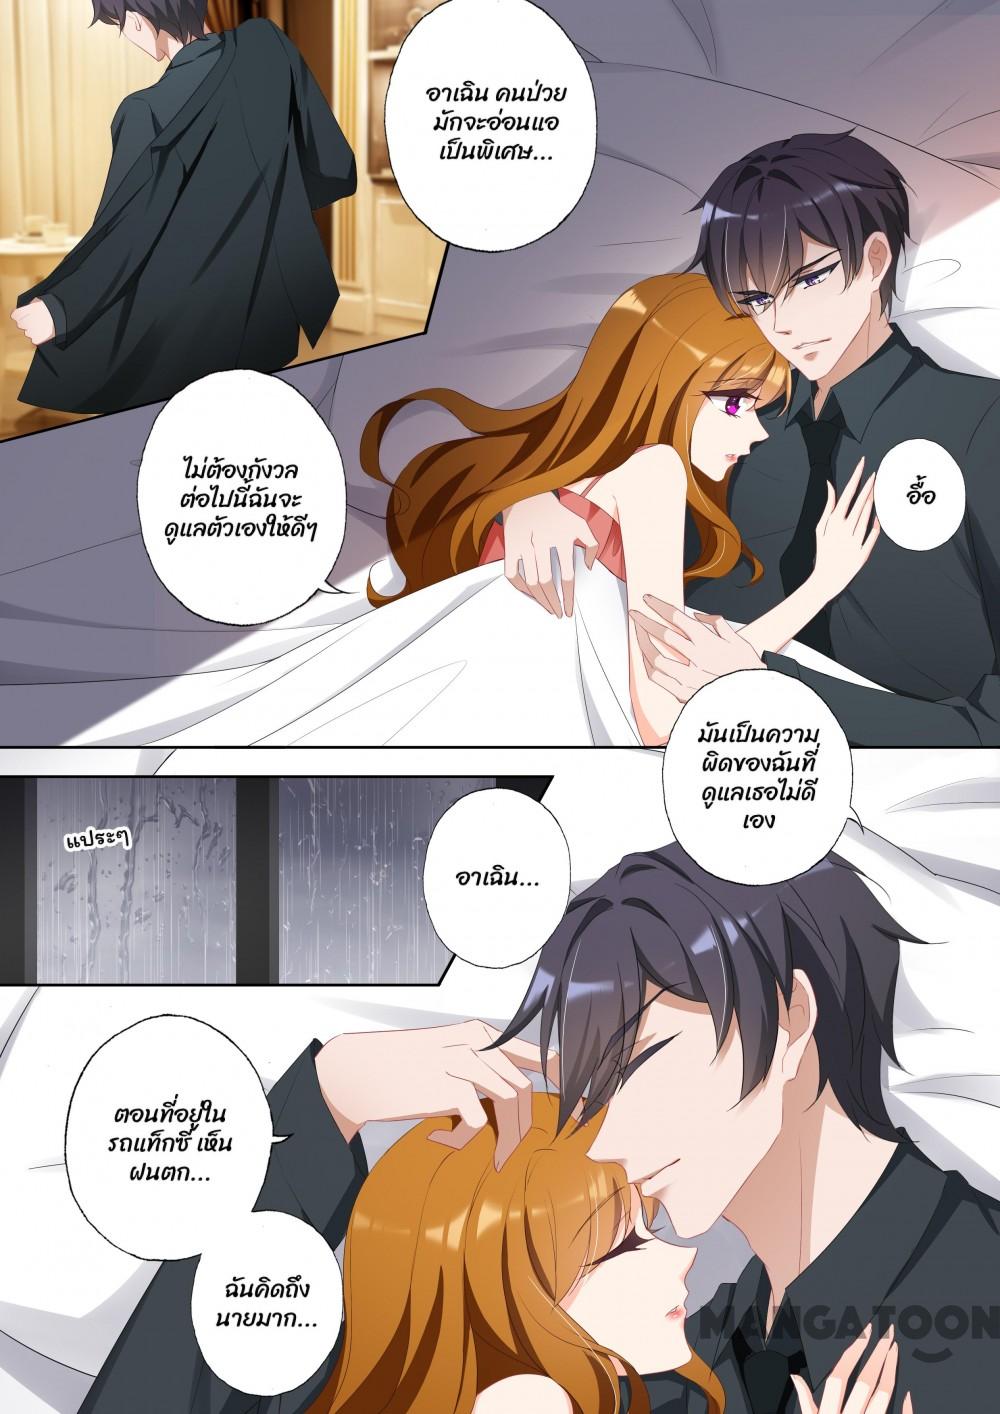 อาเฉิน คนป่วย
มักจะอ่อนแอ
เป็นพิเศษ...
ไม่ต้องกังวล
ต่อไปนี้ฉันจะ
ดูแลตัวเองให้ดีๆ
อื้อ
มันเป็นความ
ผิดของฉันที่
ดูแลเธอไม่ดี
เอง
แปะๆ
อาเฉิน...
ตอนที่อยู่ใน
รถแท็กซี่ เห็น
ฝนตก...
ฉันคิดถึง
นายมาก...
MANGATOON